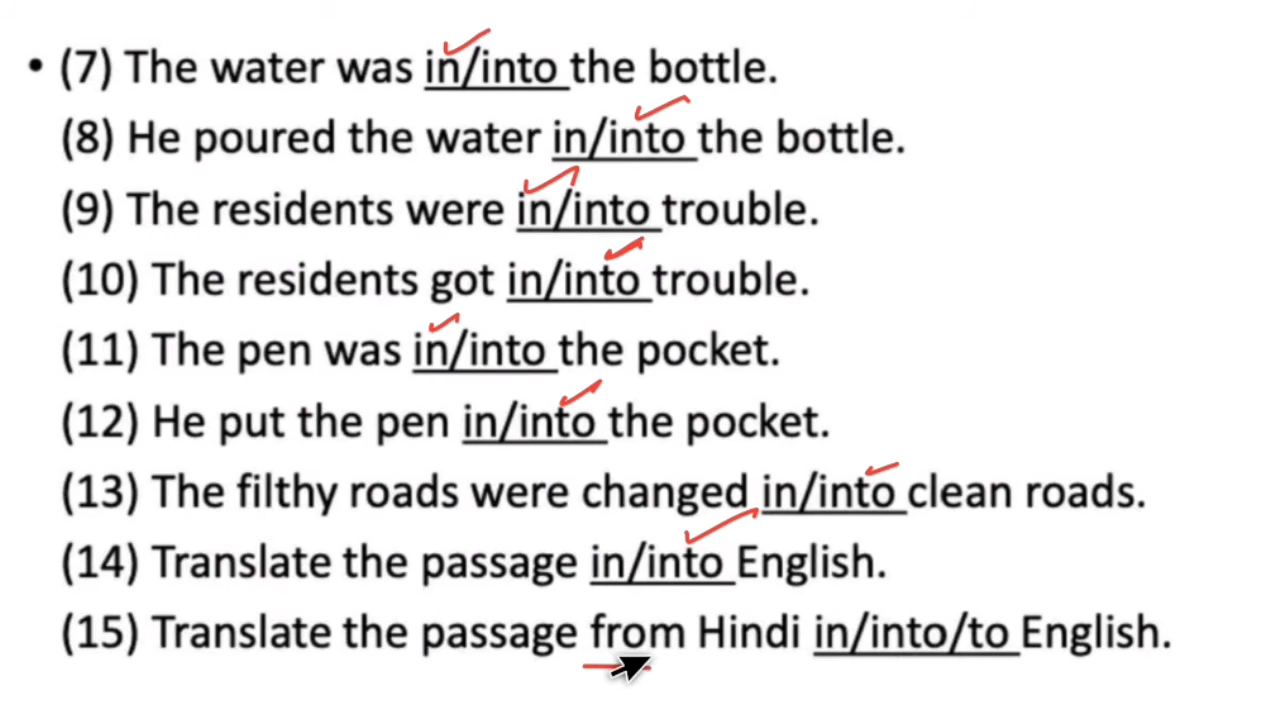 • (7) The water was in/into the bottle.
(8) He poured the water in/into the bottle.
(9) The residents were in/into trouble.
(10) The residents got in/into trouble.
(11) The pen was in/into the pocket.
(12) He put the pen in/into the pocket.
(13) The filthy roads were changed in/into clean roads.
(14) Translate the passage in/into English.
(15) Translate the passage from Hindi in/into/to English.